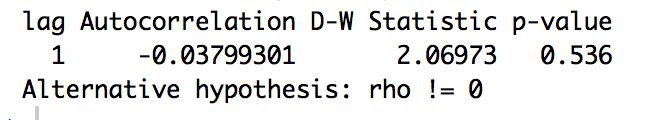 lag Autocorrelation D-W Statistic p-value
1 -0.03799301 2.06973 0.536
Alternative hypothesis: rho != 0